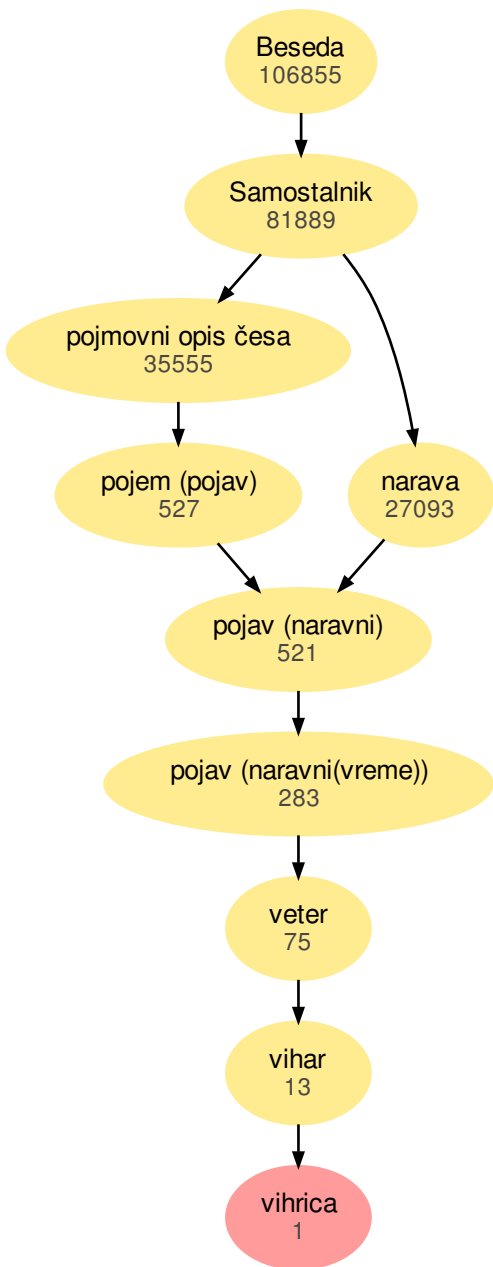 Beseda
106855
Samostalnik
81889
pojmovni opis česa
35555
pojem (pojav)
527
narava
27093
pojav (naravni)
521
pojav (naravni(vreme))
283
veter
75
vihar
13
vihrica
1